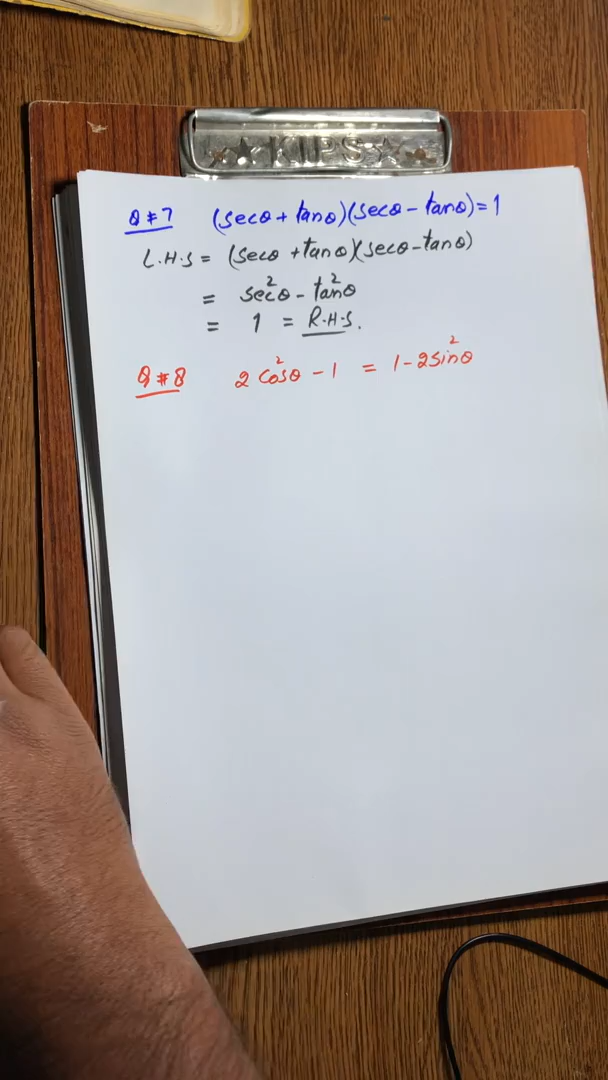 KIPS
Q#7 (secθ + tanθ)(secθ - tanθ) = 1
L.H.S = (secθ + tanθ)(secθ - tanθ)
= sec²θ - tan²θ
= 1 = R.H.S.
Q#8 2cos²θ - 1 = 1 - 2sin²θ